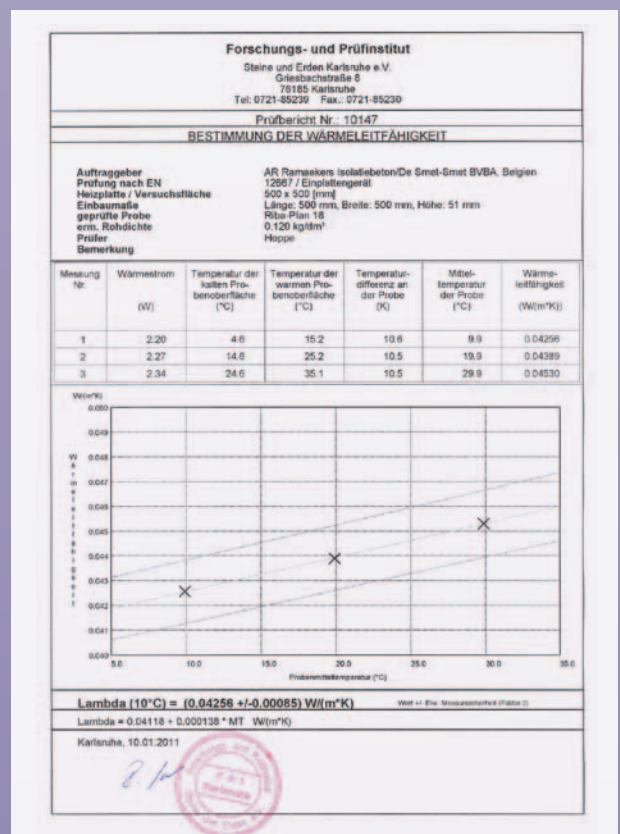 Forschungs- und Prüfinstitut
Steine und Erden Karlsruhe e.V.
Griesbachstraße 6
76185 Karlsruhe
Tel: 0721-85239 Fax.: 0721-85230
Prüfbericht Nr.: 10147
BESTIMMUNG DER WÄRMELEITFÄHIGKEIT
Auftraggeber AR Ramaekers Isolatiebeton/De Smet-Smet BVBA, Belgien
Prüfung nach EN 12667 / Einplattengerät
Heizplatte / Versuchsfläche 500 x 500 [mm]
Einbaumaße Länge: 500 mm, Breite: 500 mm, Höhe: 51 mm
geprüfte Probe Riba-Plan 18
erm. Rohdichte 0.120 kg/dm³
Prüfer Hoppe
Bemerkung
Messung Nr. Wärmestrom (W) Temperatur der kalten Probenoberfläche (°C) Temperatur der warmen Probenoberfläche (°C) Temperaturdifferenz an der Probe (K) Mitteltemperatur der Probe (°C) Wärmeleitfähigkeit (W/(m*K))
1 2.20 4.6 15.2 10.6 9.9 0.04256
2 2.27 14.6 25.2 10.5 19.9 0.04389
3 2.34 24.6 35.1 10.5 29.9 0.04530
W/(m*K)
0.050
0.049
0.048
0.047
0.046
0.045
0.044
0.043
0.042
0.041
0.040
Wärmeleitfähigkeit
5.0 10.0 15.0 20.0 25.0 30.0 35.0
Probenmitteltemperatur (°C)
Lambda (10°C) = (0.04256 +/-0.00085) W/(m*K) Wert +/- Erw. Messunsicherheit (Faktor 2)
Lambda = 0.04118 + 0.000138 * MT W/(m*K)
Karlsruhe, 10.01.2011